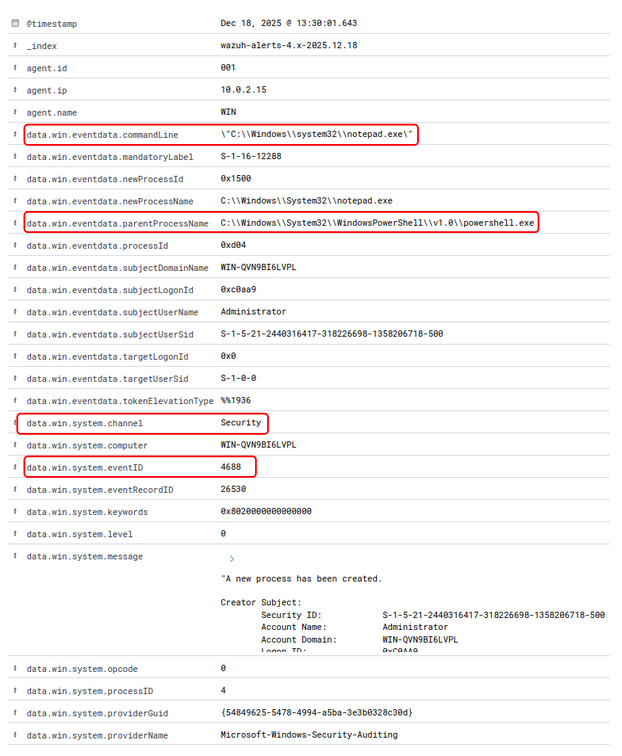 @timestamp Dec 18, 2025 @ 13:30:01.643
t _index wazuh-alerts-4.x-2025.12.18
t agent.id 001
t agent.ip 10.0.2.15
t agent.name WIN
t data.win.eventdata.commandLine \"C:\\Windows\\system32\\notepad.exe\"
t data.win.eventdata.mandatoryLabel S-1-16-12288
t data.win.eventdata.newProcessId 0x1500
t data.win.eventdata.newProcessName C:\\Windows\\System32\\notepad.exe
t data.win.eventdata.parentProcessName C:\\Windows\\System32\\WindowsPowerShell\\v1.0\\powershell.exe
t data.win.eventdata.processId 0xd04
t data.win.eventdata.subjectDomainName WIN-QVN9BI6LVPL
t data.win.eventdata.subjectLogonId 0xc0aa9
t data.win.eventdata.subjectUserName Administrator
t data.win.eventdata.subjectUserSid S-1-5-21-2440316417-318226698-1358206718-500
t data.win.eventdata.targetLogonId 0x0
t data.win.eventdata.targetUserSid S-1-0-0
t data.win.eventdata.tokenElevationType %%1936
t data.win.system.channel Security
t data.win.system.computer WIN-QVN9BI6LVPL
t data.win.system.eventID 4688
t data.win.system.eventRecordID 26530
t data.win.system.keywords 0x8020000000000000
t data.win.system.level 0
t data.win.system.message
"A new process has been created.
Creator Subject:
Security ID: S-1-5-21-2440316417-318226698-1358206718-500
Account Name: Administrator
Account Domain: WIN-QVN9BI6LVPL
Logon ID: 0xC0AA9
t data.win.system.opcode 0
t data.win.system.processID 4
t data.win.system.providerGuid {54849625-5478-4994-a5ba-3e3b0328c30d}
t data.win.system.providerName Microsoft-Windows-Security-Auditing